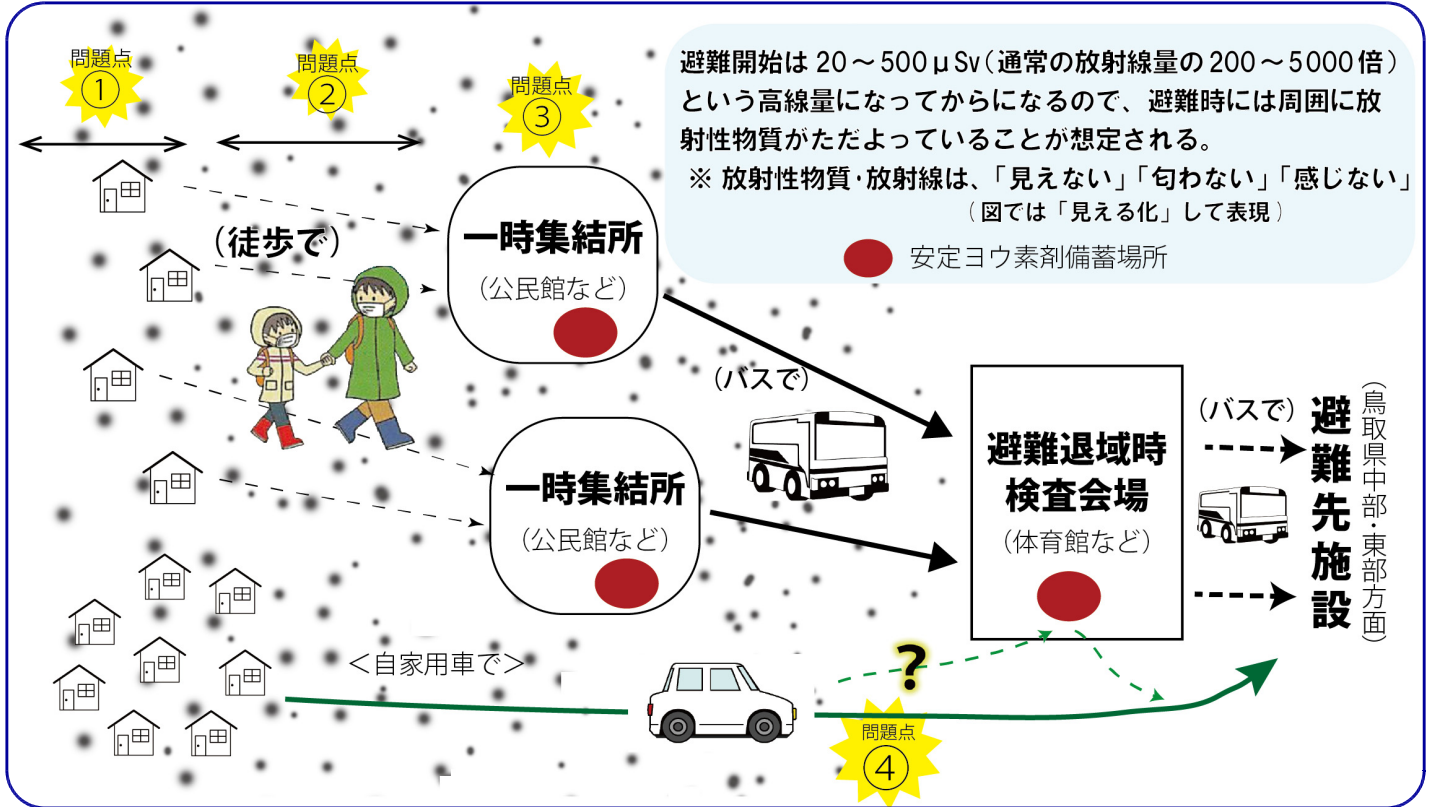 問題点
①
問題点
②
問題点
③
避難開始は 20～500μSv（通常の放射線量の200～5000倍）
という高線量になってからになるので、避難時には周囲に放
射性物質がただよっていることが想定される。
※ 放射性物質・放射線は、「見えない」「匂わない」「感じない」
（図では「見える化」して表現）
安定ヨウ素剤備蓄場所
（徒歩で）
一時集結所
（公民館など）
（バスで）
一時集結所
（公民館など）
避難退域時
検査会場
（体育館など）
（バスで）
避難先施設
（鳥取県中部・東部方面）
＜自家用車で＞
?
問題点
④